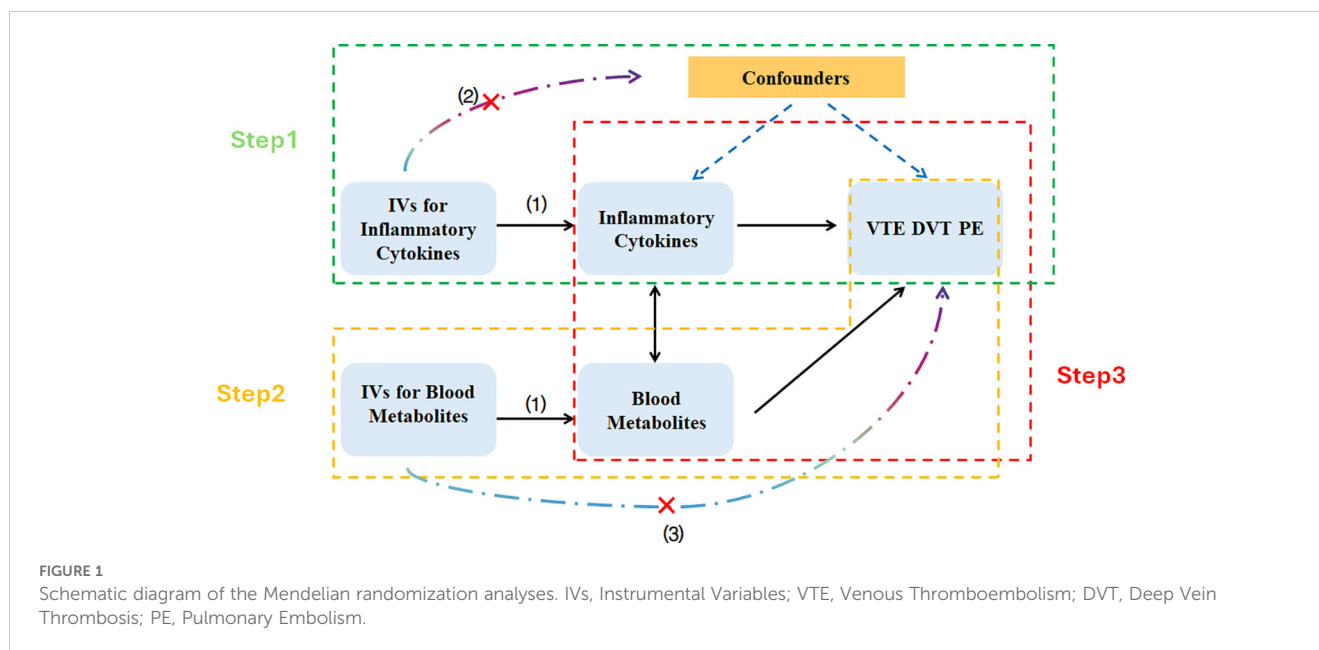 Confounders
(2)
Step1
IVs for
Inflammatory
Cytokines
(1)
Inflammatory
Cytokines
VTE DVT PE
Step2
IVs for Blood
Metabolites
(1)
Blood
Metabolites
Step3
(3)
FIGURE 1
Schematic diagram of the Mendelian randomization analyses. IVs, Instrumental Variables; VTE, Venous Thromboembolism; DVT, Deep Vein
Thrombosis; PE, Pulmonary Embolism.